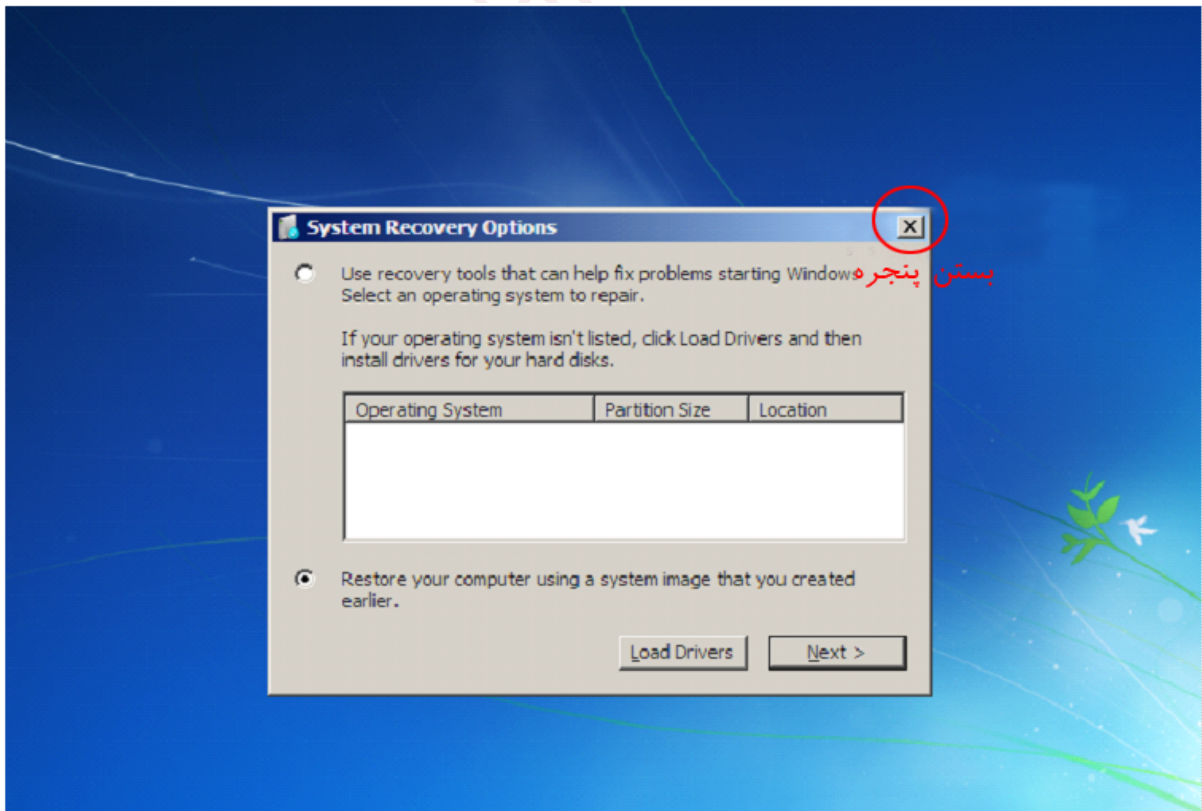 System Recovery Options
Use recovery tools that can help fix problems starting Windows
Select an operating system to repair.
بستن پنجره
If your operating system isn't listed, click Load Drivers and then
install drivers for your hard disks.
Operating System Partition Size Location
Restore your computer using a system image that you created
earlier.
Load Drivers Next >